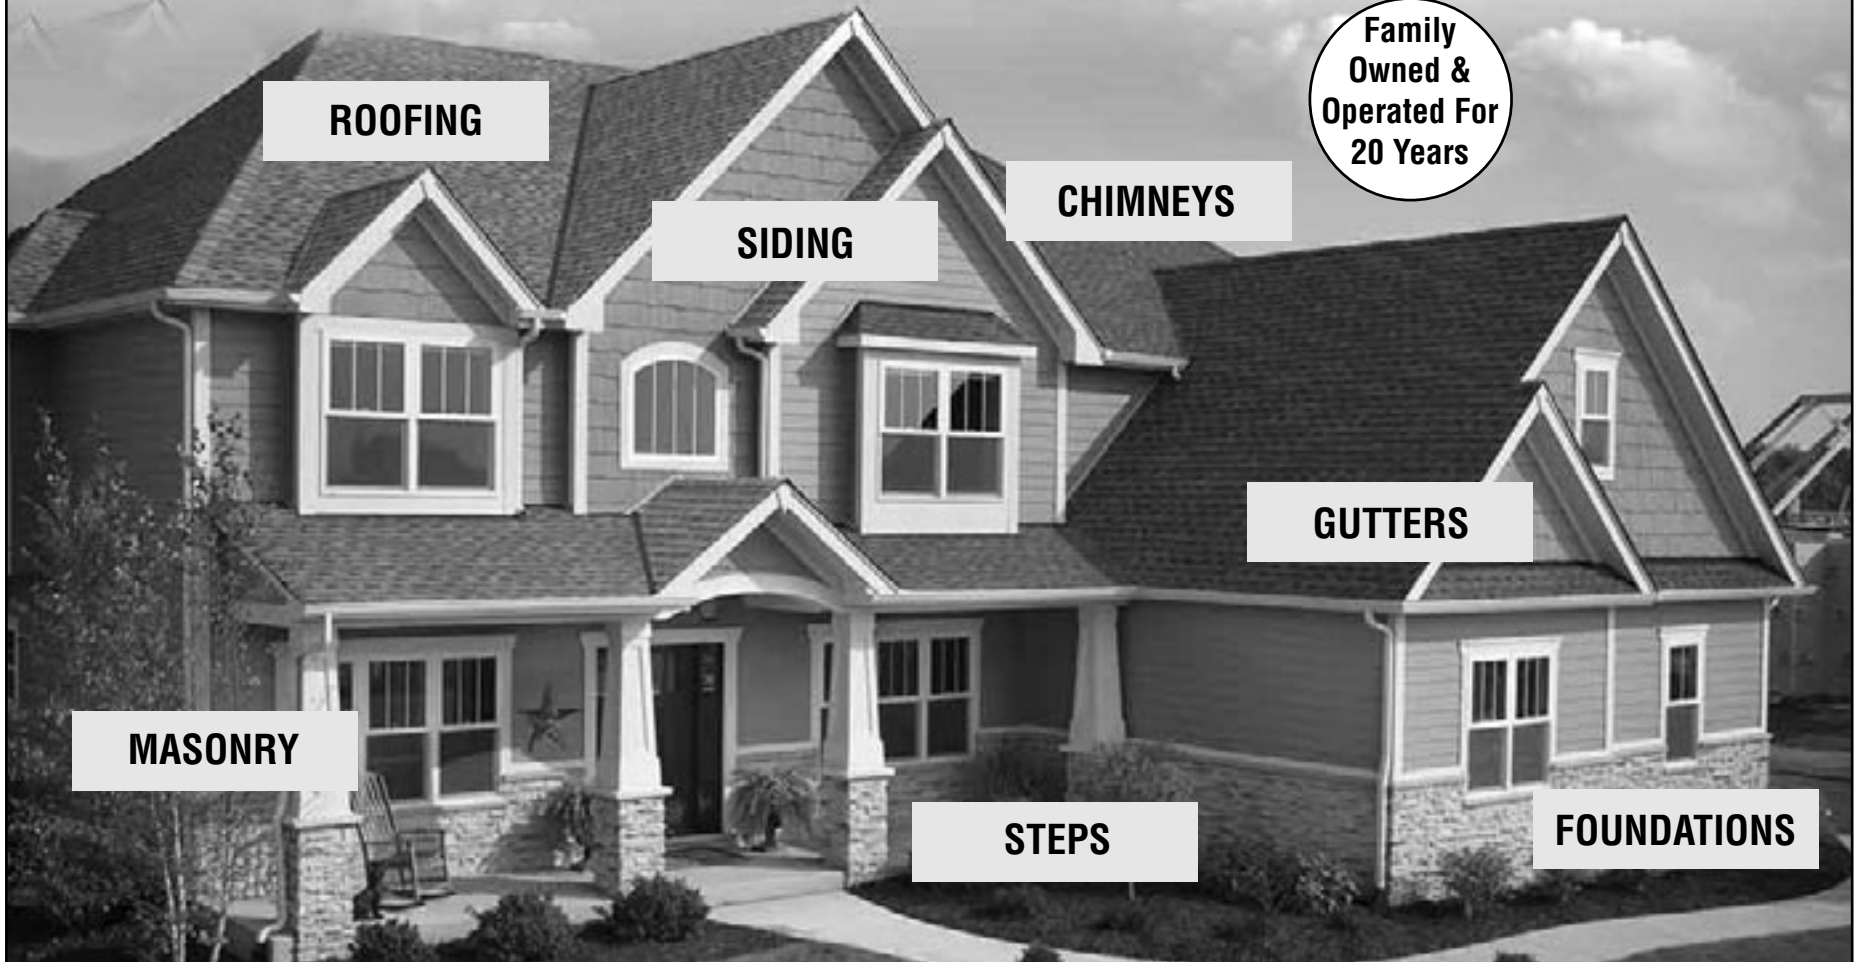 Family
Owned &
Operated For
20 Years
ROOFING
CHIMNEYS
SIDING
GUTTERS
MASONRY
STEPS
FOUNDATIONS